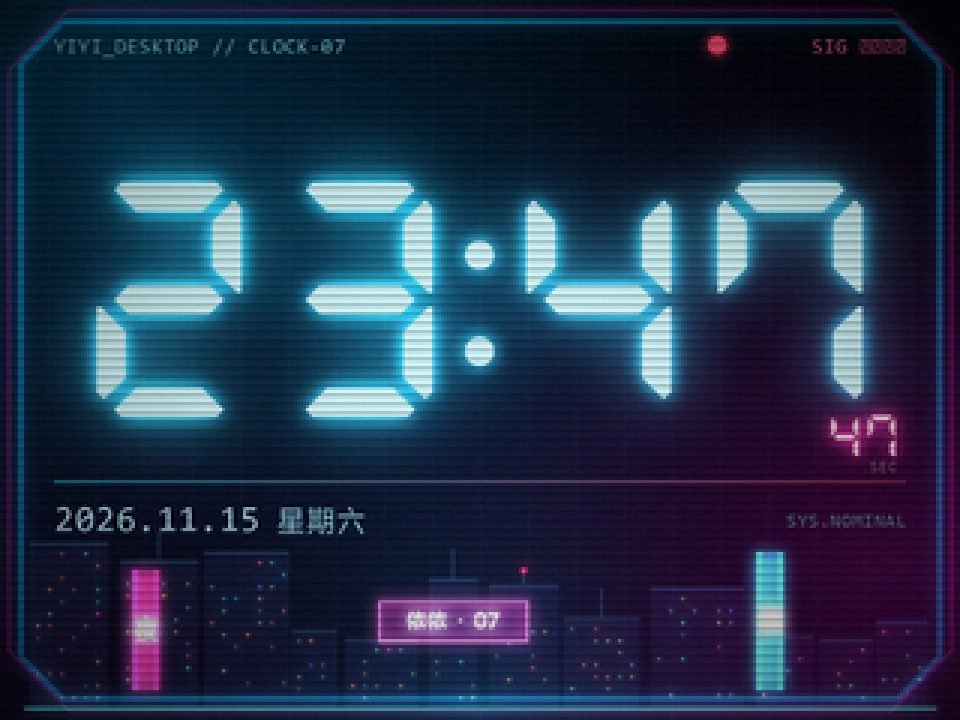 YIYI_DESKTOP // CLOCK-07
SIG
23:47
47
SEC
2026.11.15 星期六
SYS.NOMINAL
依依 · 07